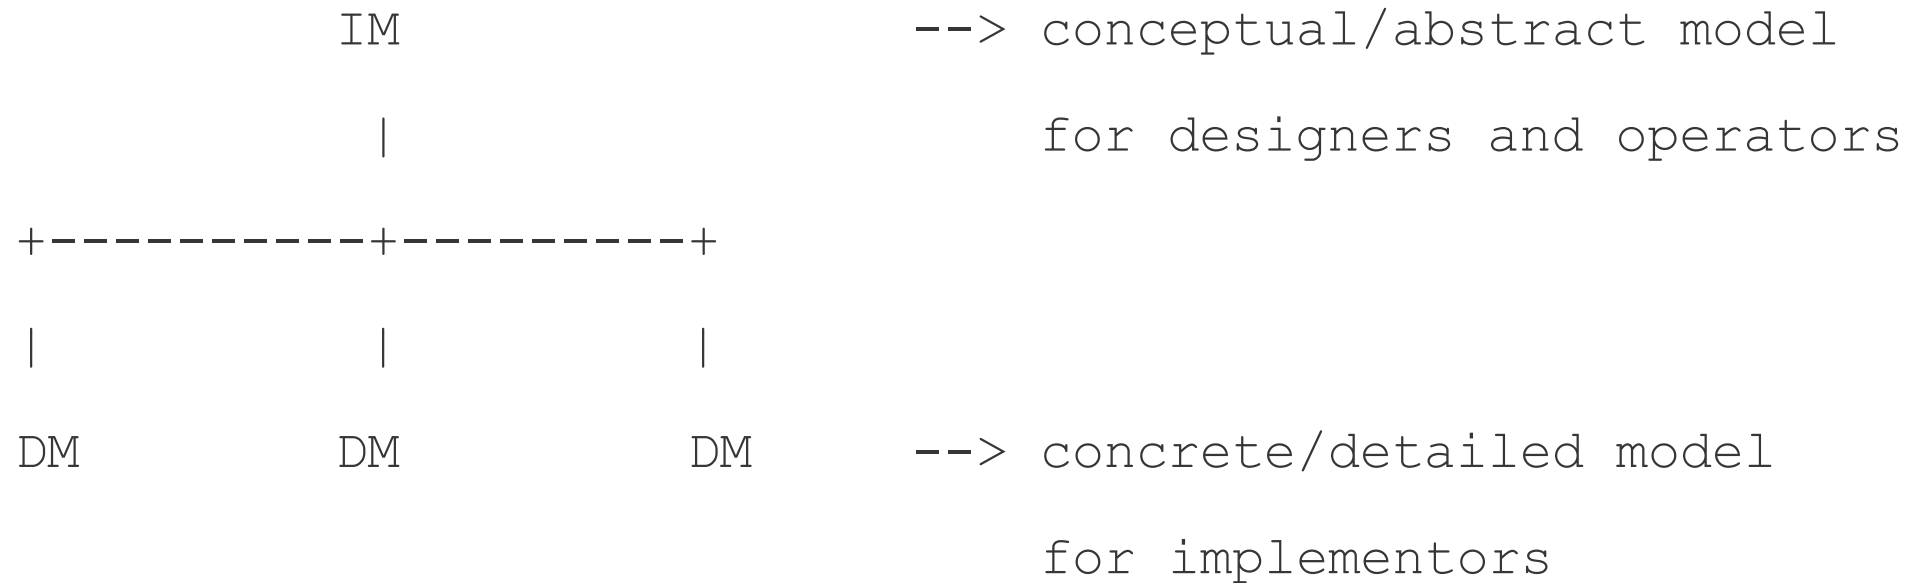 IM                 --> conceptual/abstract model
           |                    for designers and operators
+----------+---------+
|          |         |
DM        DM         DM     --> concrete/detailed model
                                for implementors